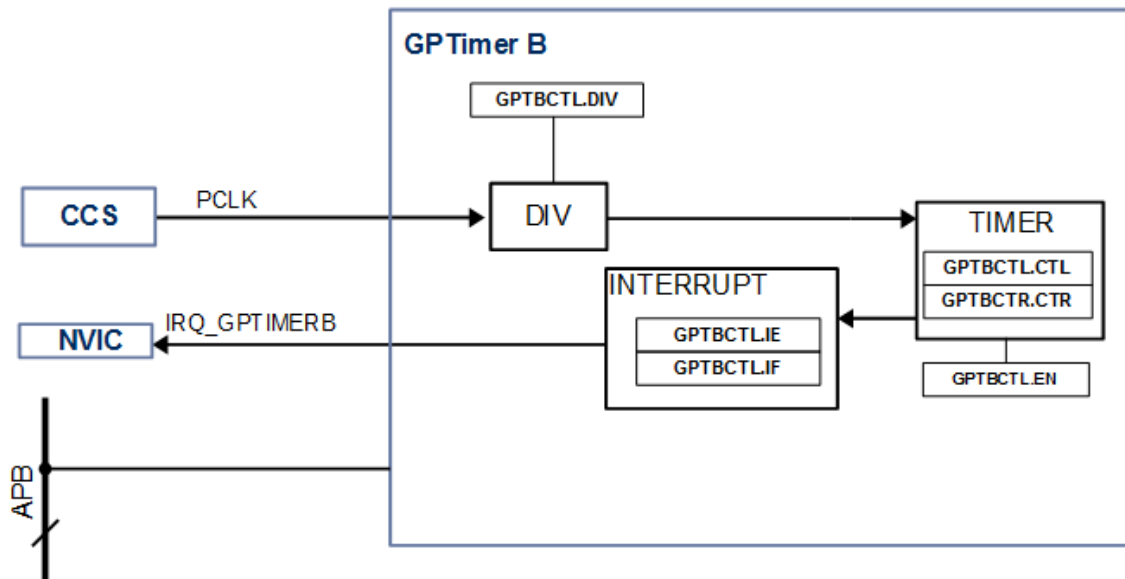 GPTimer B
GPTBCTL.DIV
CCS
PCLK
DIV
TIMER
GPTBCTL.CTL
GPTBCTR.CTR
INTERRUPT
GPTBCTL.IE
GPTBCTL.IF
NVIC
IRQ_GPTIMERB
GPTBCTL.EN
APB